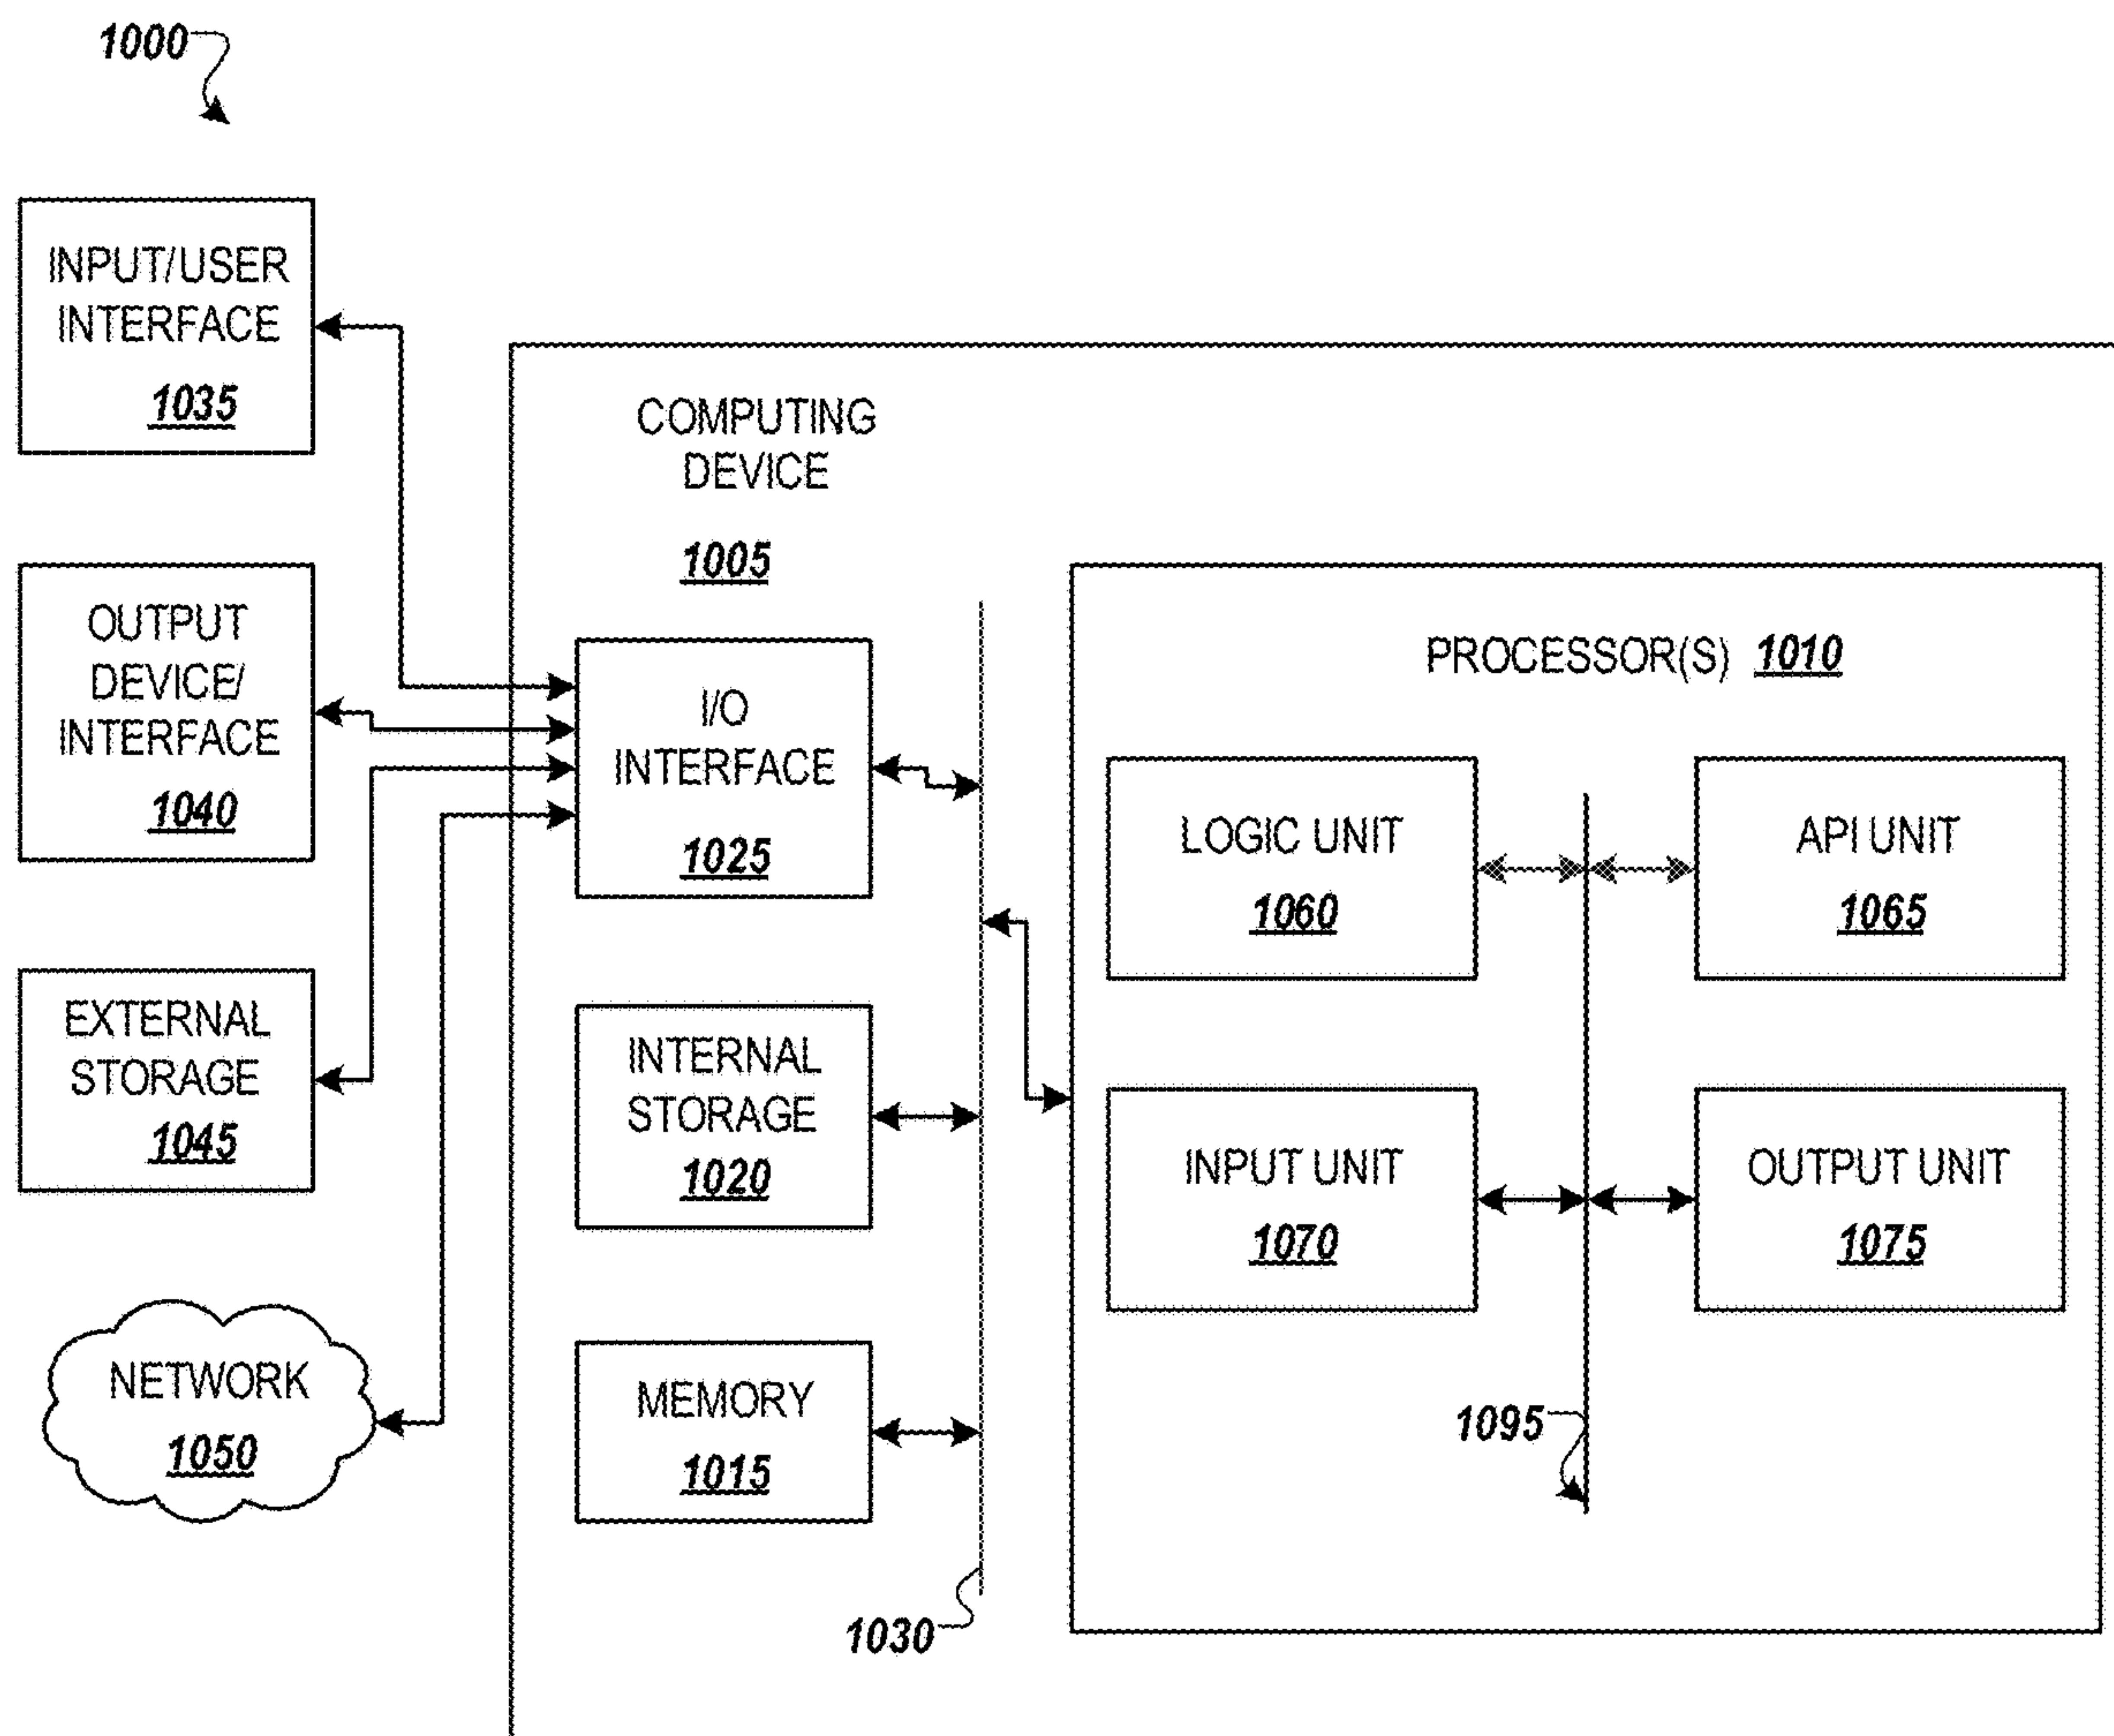 1000
INPUT/USER
INTERFACE
1035
OUTPUT
DEVICE/
INTERFACE
1040
EXTERNAL
STORAGE
1045
NETWORK
1050
COMPUTING
DEVICE
1005
I/O
INTERFACE
1025
INTERNAL
STORAGE
1020
MEMORY
1015
1030
PROCESSOR(S) 1010
LOGIC UNIT
1060
API UNIT
1065
INPUT UNIT
1070
OUTPUT UNIT
1075
1095